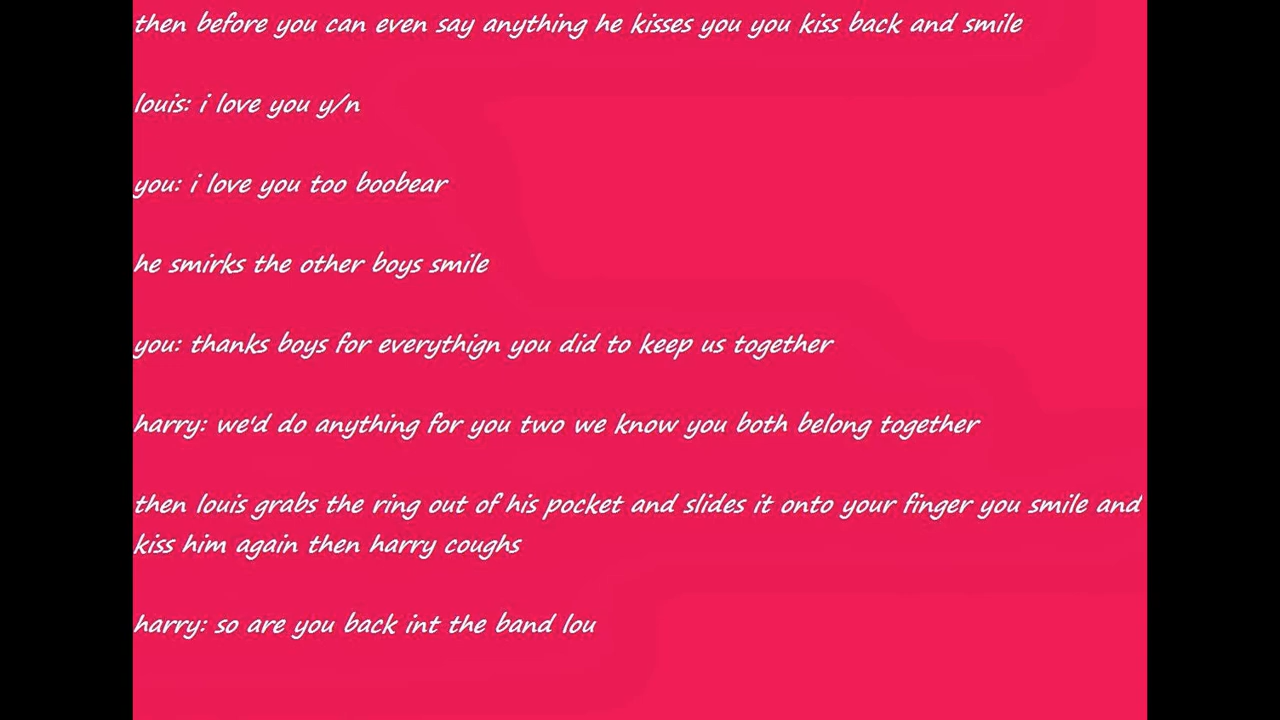 then before you can even say anything he kisses you you kiss back and smile
louis: i love you y/n
you: i love you too boobear
he smirks the other boys smile
you: thanks boys for everythign you did to keep us together
harry: we'd do anything for you two we know you both belong together
then louis grabs the ring out of his pocket and slides it onto your finger you smile and
kiss him again then harry coughs
harry: so are you back int the band lou